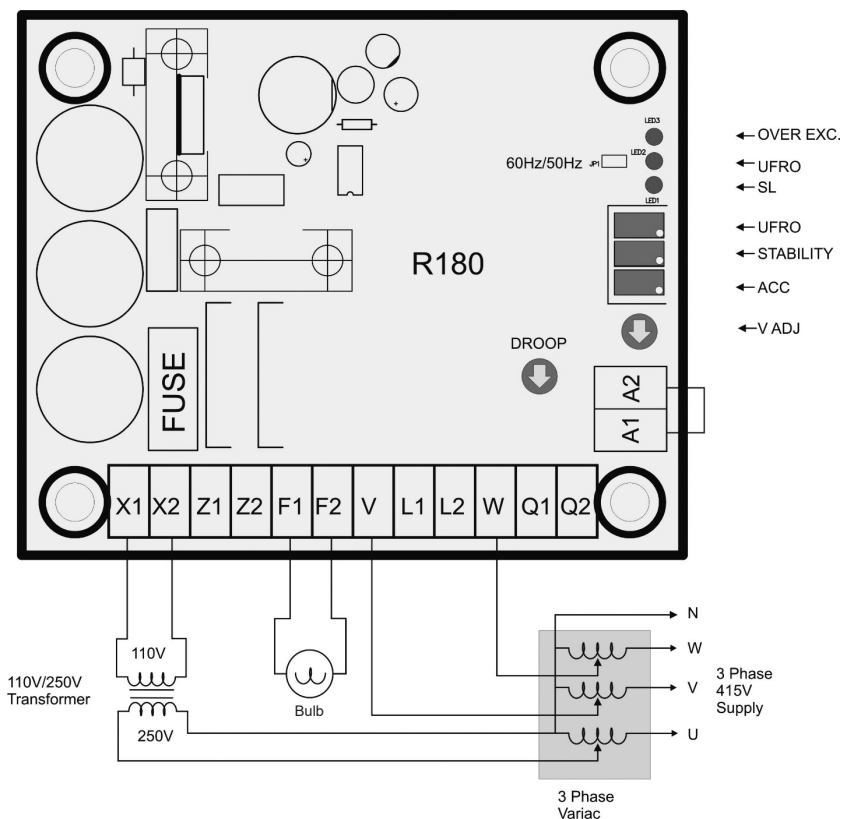 LED3
OVER EXC.
60Hz/50Hz
JP1
LED2
UFRO
SL
LED1
UFRO
STABILITY
R180
ACC
V ADJ
DROOP
FUSE
A2
A1
X1 X2 Z1 Z2 F1 F2 V L1 L2 W Q1 Q2
N
110V
W
110V/250V
Transformer
Bulb
250V
V
3 Phase
415V
Supply
U
3 Phase
Variac